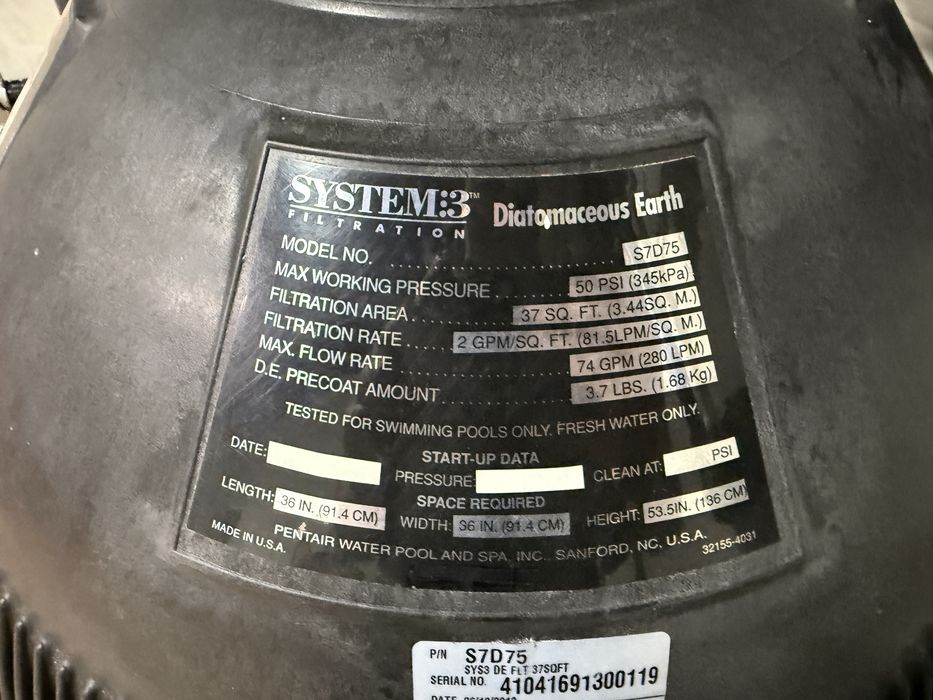 SYSTEM:3™ Diatomaceous Earth
FILTRATION
MODEL NO. S7D75
MAX WORKING PRESSURE 50 PSI (345kPa)
FILTRATION AREA 37 SQ. FT. (3.44SQ. M.)
FILTRATION RATE 2 GPM/SQ. FT. (81.5LPM/SQ. M.)
MAX. FLOW RATE 74 GPM (280 LPM)
D.E. PRECOAT AMOUNT 3.7 LBS. (1.68 Kg)
TESTED FOR SWIMMING POOLS ONLY. FRESH WATER ONLY.
START-UP DATA
DATE: PRESSURE: CLEAN AT: PSI
SPACE REQUIRED
LENGTH: 36 IN. (91.4 CM) WIDTH: 36 IN. (91.4 CM) HEIGHT: 53.5IN. (136 CM)
MADE IN U.S.A. PENTAIR WATER POOL AND SPA, INC., SANFORD, NC, U.S.A. 32155-4031
P/N S7D75
SYS3 DE FLT 37SQFT
SERIAL NO. 41041691300119
DATE